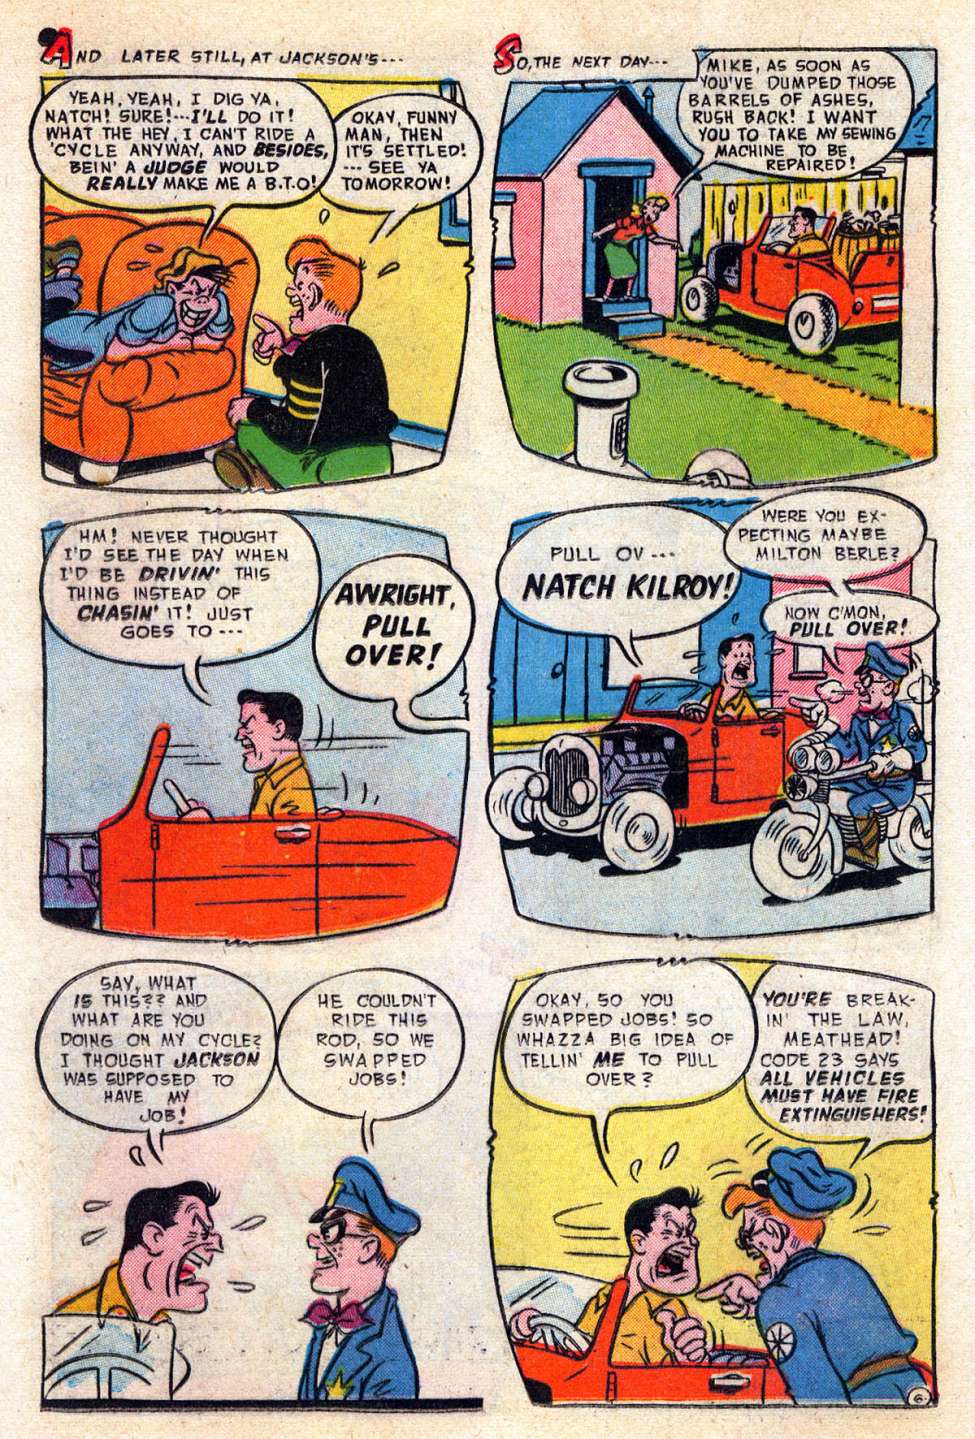 AND LATER STILL, AT JACKSON'S---
YEAH, YEAH, I DIG YA,
NATCH! SURE!---I'LL DO IT!
WHAT THE HEY, I CAN'T RIDE A
'CYCLE ANYWAY, AND BESIDES,
BEIN' A JUDGE WOULD
REALLY MAKE ME A B.T.O!
OKAY, FUNNY
MAN, THEN
IT'S SETTLED!
---SEE YA
TOMORROW!
SO, THE NEXT DAY---
MIKE, AS SOON AS
YOU'VE DUMPED THOSE
BARRELS OF ASHES,
RUSH BACK! I WANT
YOU TO TAKE MY SEWING
MACHINE TO BE
REPAIRED!
HM! NEVER THOUGHT
I'D SEE THE DAY WHEN
I'D BE DRIVIN' THIS
THING INSTEAD OF
CHASIN' IT! JUST
GOES TO---
AWRIGHT,
PULL
OVER!
PULL OV---
NATCH KILROY!
WERE YOU EX-
PECTING MAYBE
MILTON BERLE?
NOW C'MON,
PULL OVER!
SAY, WHAT
IS THIS?? AND
WHAT ARE YOU
DOING ON MY CYCLE?
I THOUGHT JACKSON
WAS SUPPOSED TO
HAVE MY
JOB!
HE COULDN'T
RIDE THIS
ROD, SO WE
SWAPPED
JOBS!
OKAY, SO YOU
SWAPPED JOBS! SO
WHAZZA BIG IDEA OF
TELLIN' ME TO PULL
OVER?
YOU'RE BREAK-
IN' THE LAW,
MEATHEAD!
CODE 23 SAYS
ALL VEHICLES
MUST HAVE FIRE
EXTINGUISHERS!
6